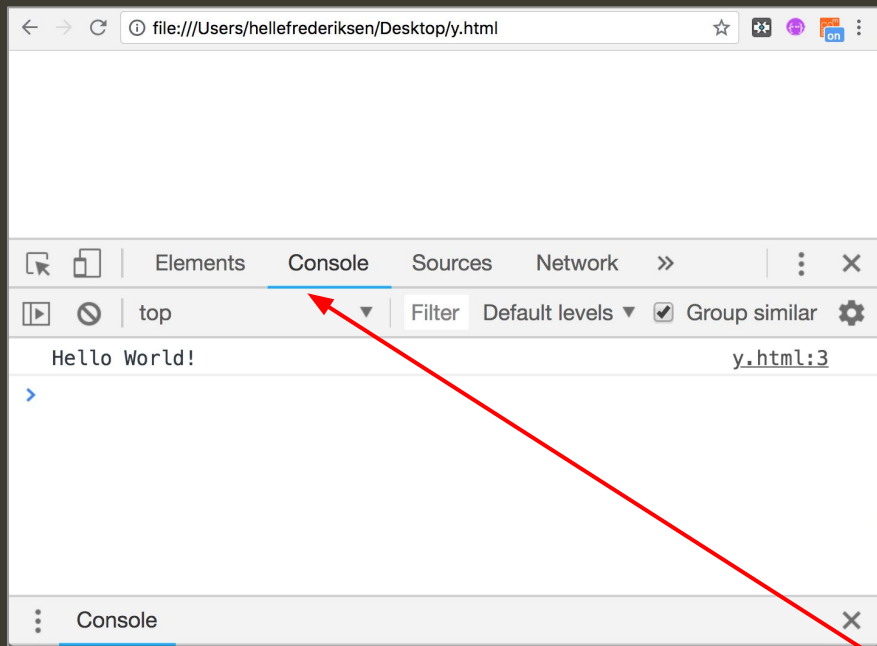 file:///Users/hellefrederiksen/Desktop/y.html
on
Elements Console Sources Network »
top Filter Default levels Group similar
Hello World! y.html:3
>
Console